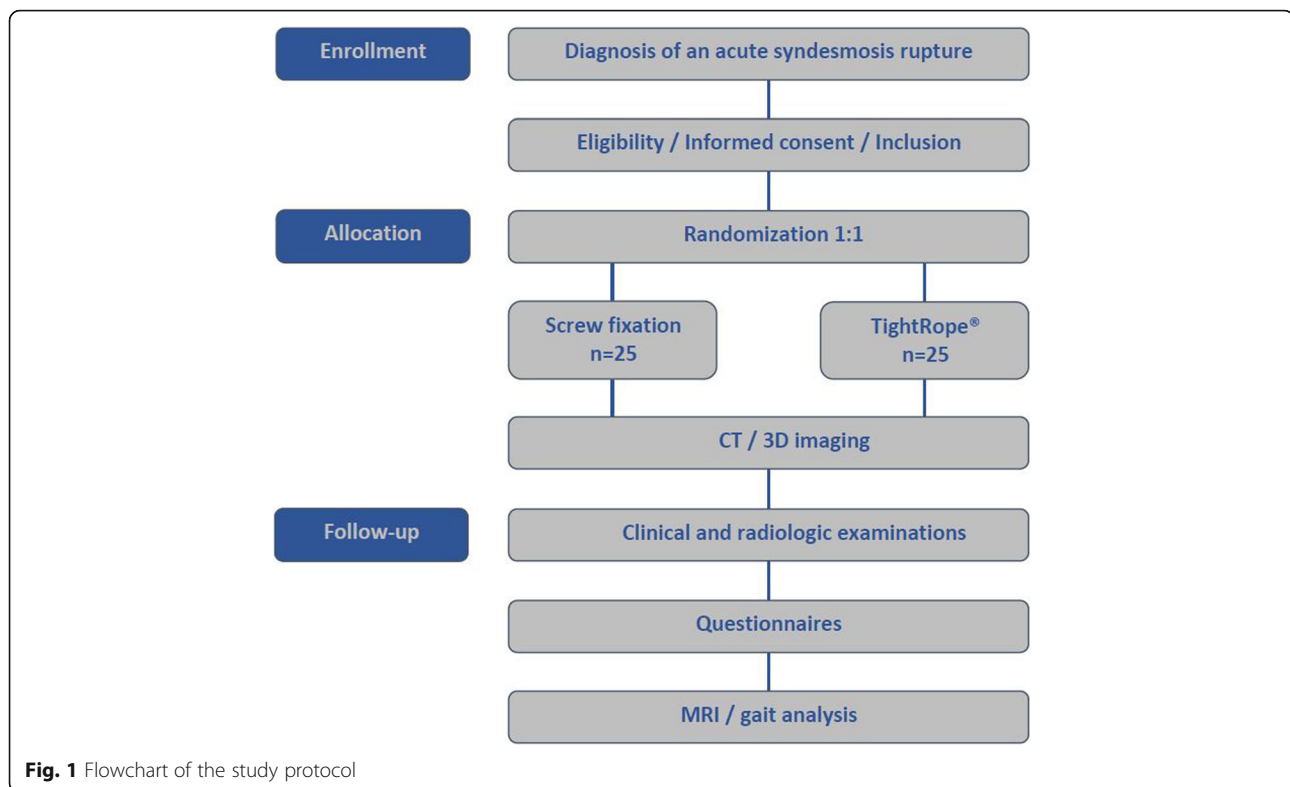 Enrollment
Diagnosis of an acute syndesmosis rupture
Eligibility / Informed consent / Inclusion
Allocation
Randomization 1:1
Screw fixation
n=25
TightRope®
n=25
CT / 3D imaging
Follow-up
Clinical and radiologic examinations
Questionnaires
MRI / gait analysis
Fig. 1 Flowchart of the study protocol